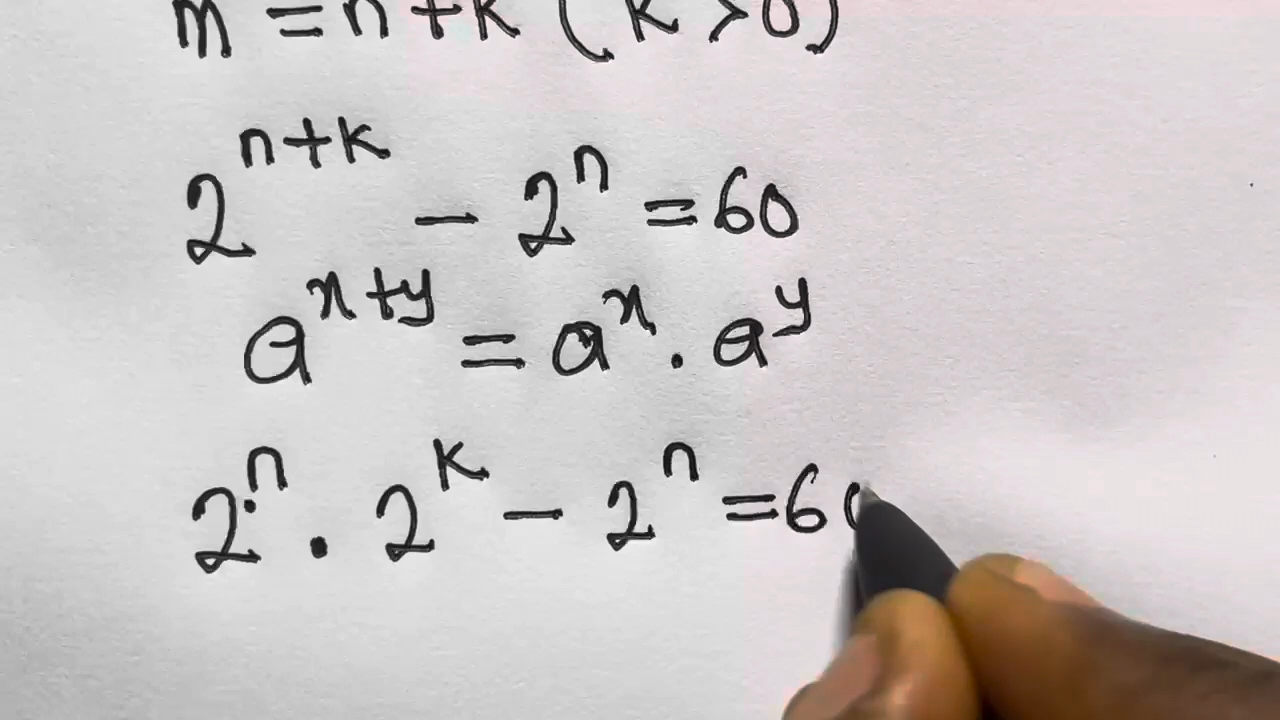 m = n + k ( k > 0 )
2^{n+k} - 2^n = 60
a^{x+y} = a^x . a^y
2^n . 2^k - 2^n = 60